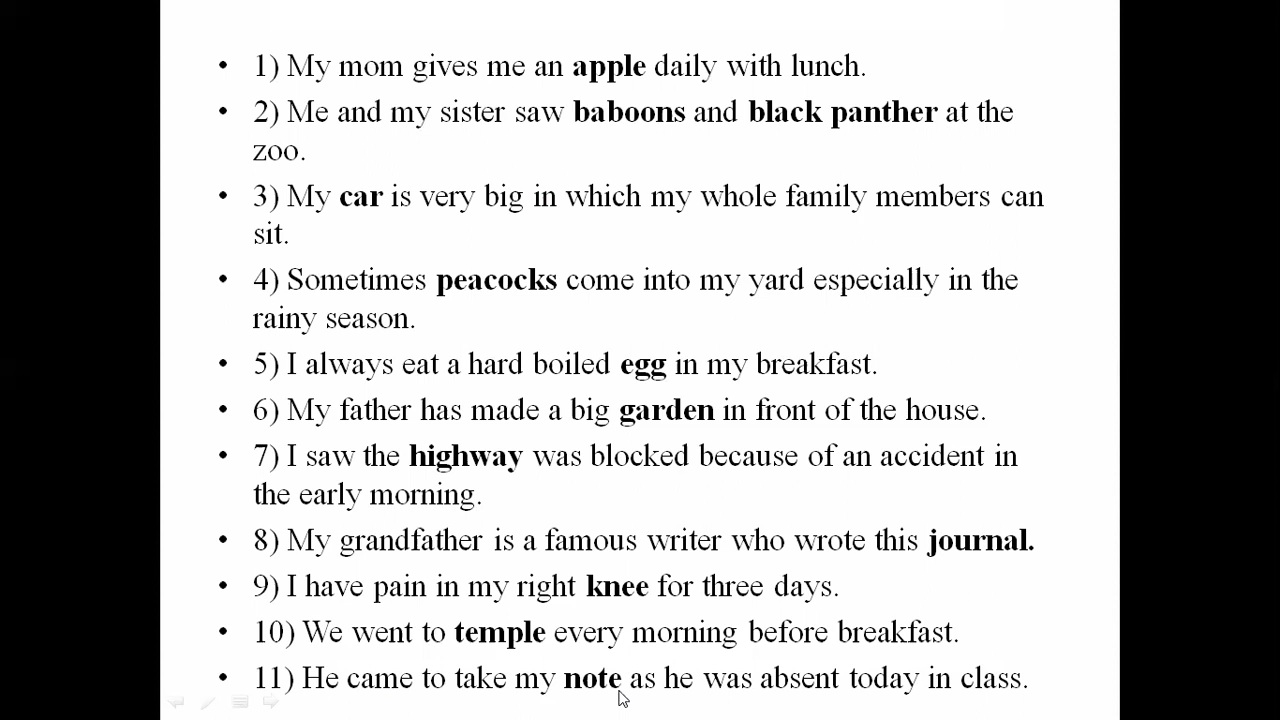 • 1) My mom gives me an apple daily with lunch.
• 2) Me and my sister saw baboons and black panther at the
zoo.
• 3) My car is very big in which my whole family members can
sit.
• 4) Sometimes peacocks come into my yard especially in the
rainy season.
• 5) I always eat a hard boiled egg in my breakfast.
• 6) My father has made a big garden in front of the house.
• 7) I saw the highway was blocked because of an accident in
the early morning.
• 8) My grandfather is a famous writer who wrote this journal.
• 9) I have pain in my right knee for three days.
• 10) We went to temple every morning before breakfast.
• 11) He came to take my note as he was absent today in class.